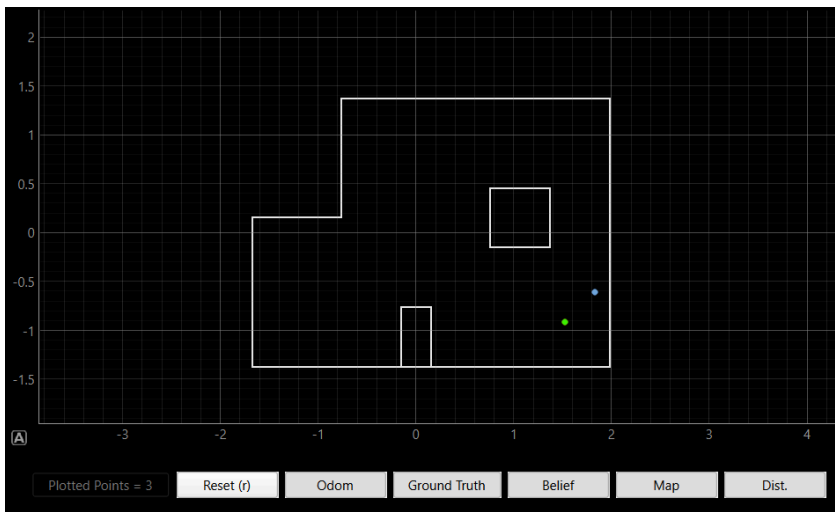 2
1.5
1
0.5
0
-0.5
-1
-1.5
A
-3 -2 -1 0 1 2 3 4
Plotted Points = 3 Reset (r) Odom Ground Truth Belief Map Dist.